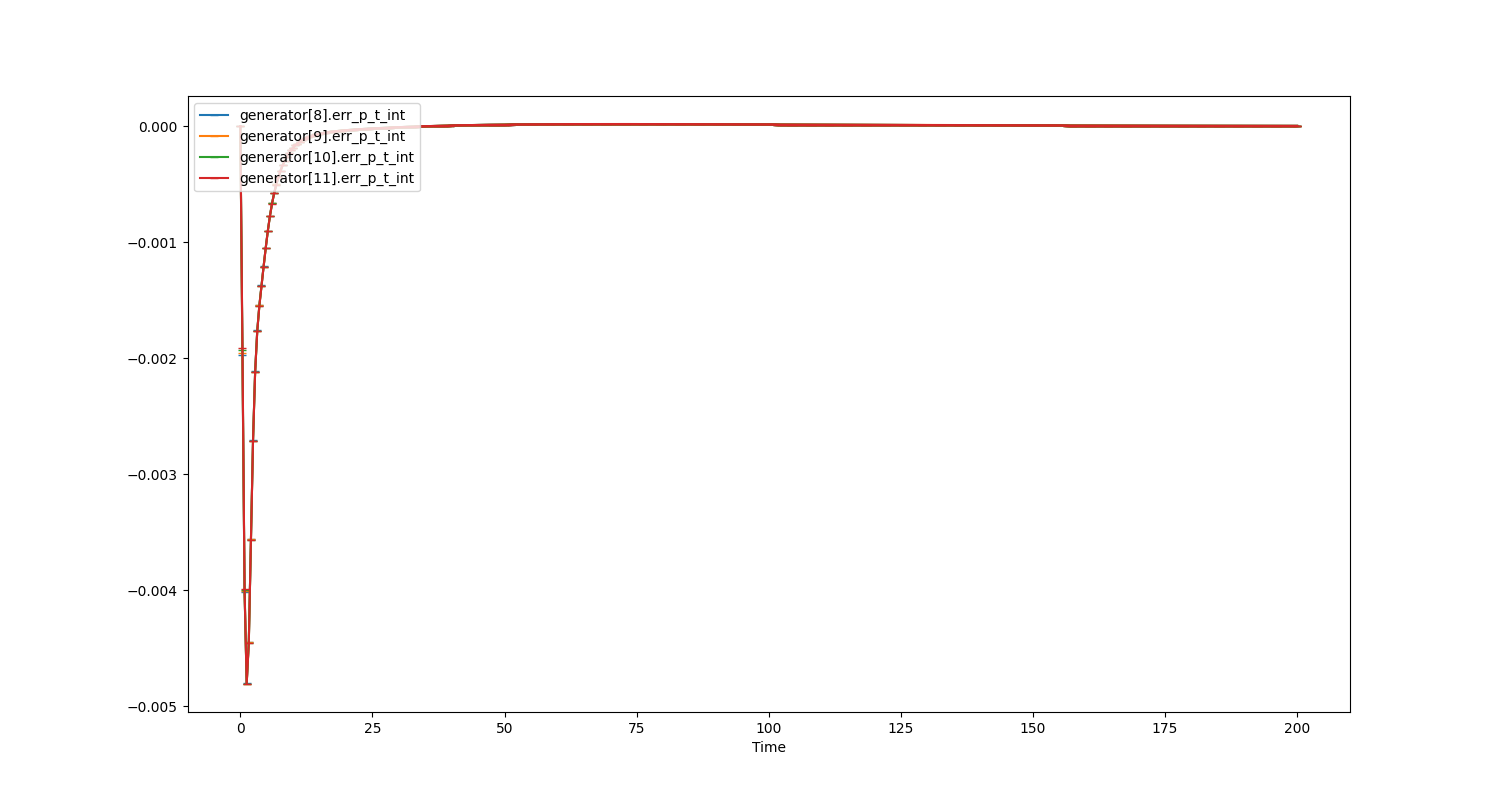 generator[8].err_p_t_int
generator[9].err_p_t_int
generator[10].err_p_t_int
generator[11].err_p_t_int
0.000
−0.001
−0.002
−0.003
−0.004
−0.005
0 25 50 75 100 125 150 175 200
Time